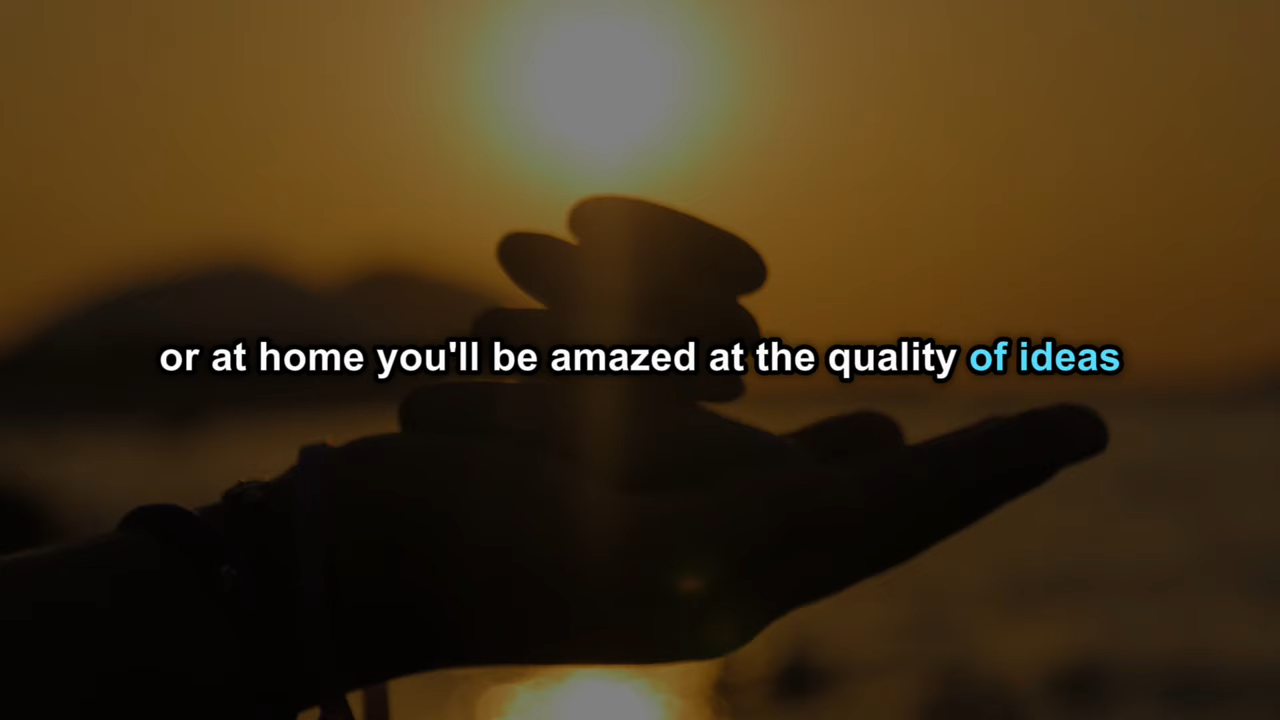 or at home you'll be amazed at the quality of ideas